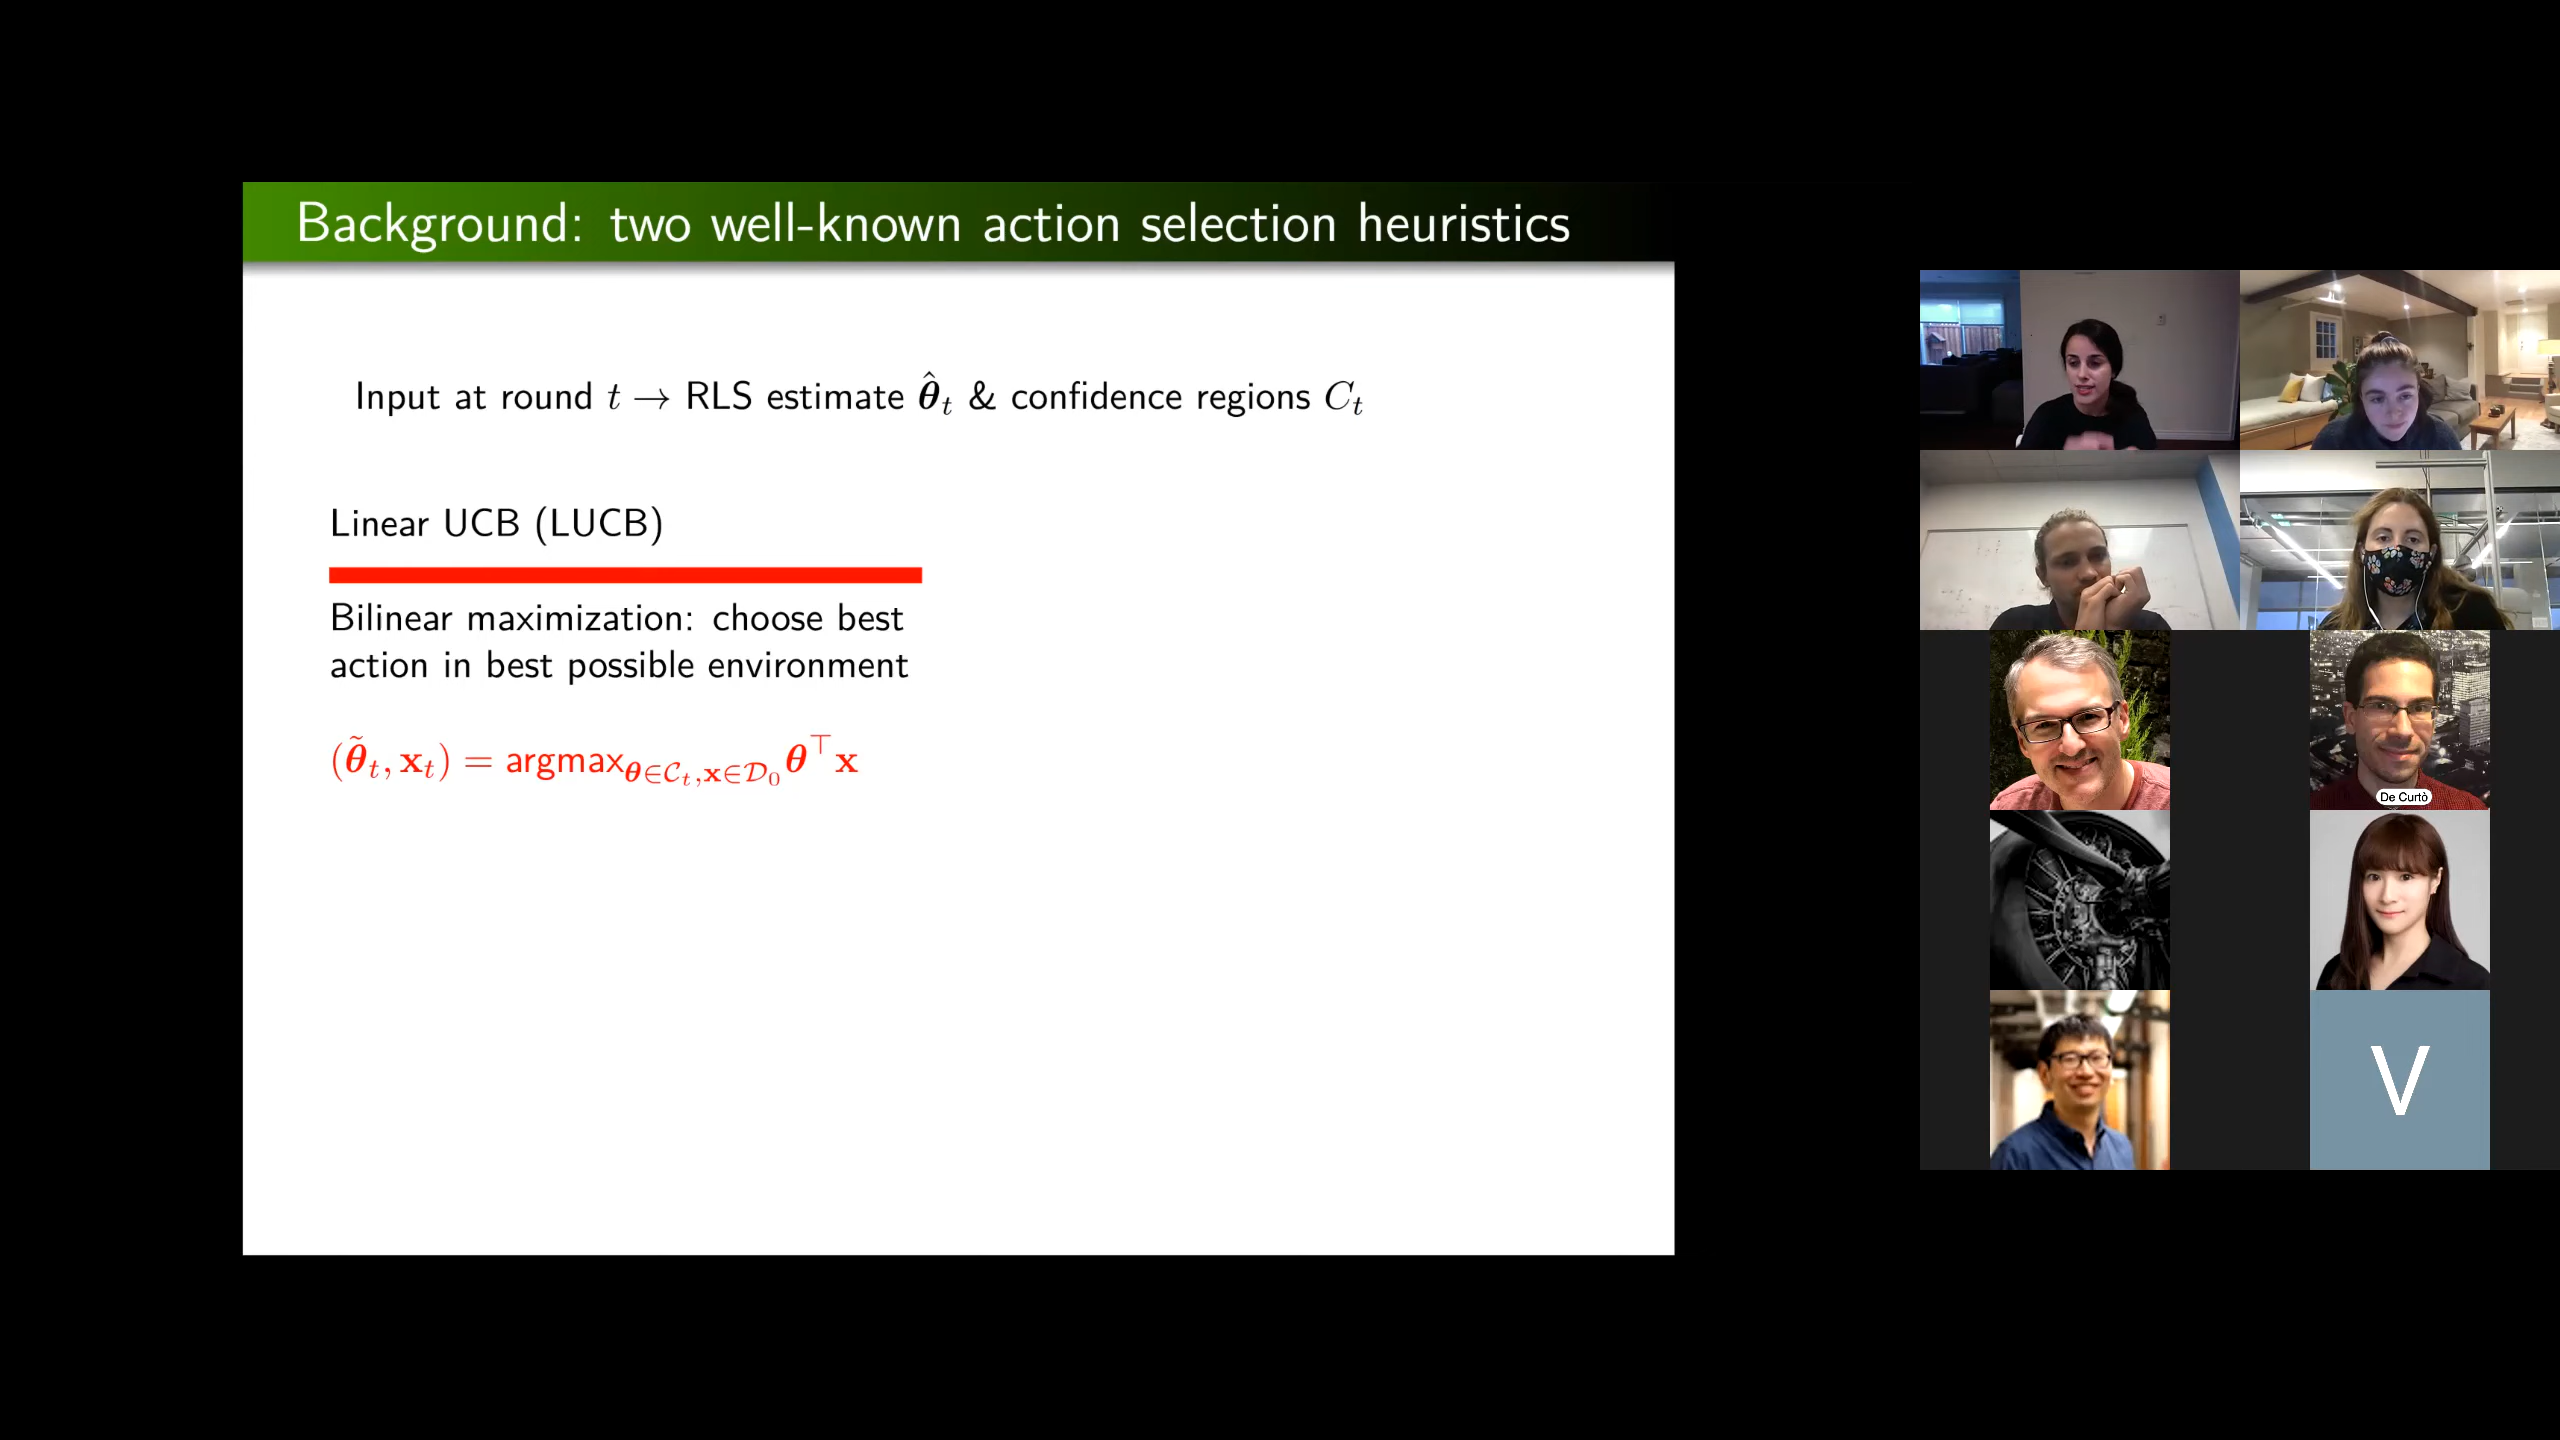 Background: two well-known action selection heuristics
Input at round t → RLS estimate θ̂_t & confidence regions C_t
Linear UCB (LUCB)
Bilinear maximization: choose best
action in best possible environment
(θ̃_t, x_t) = argmax_{θ∈𝒞_t, x∈𝒟_0} θ^⊤ x
De Curtò
V